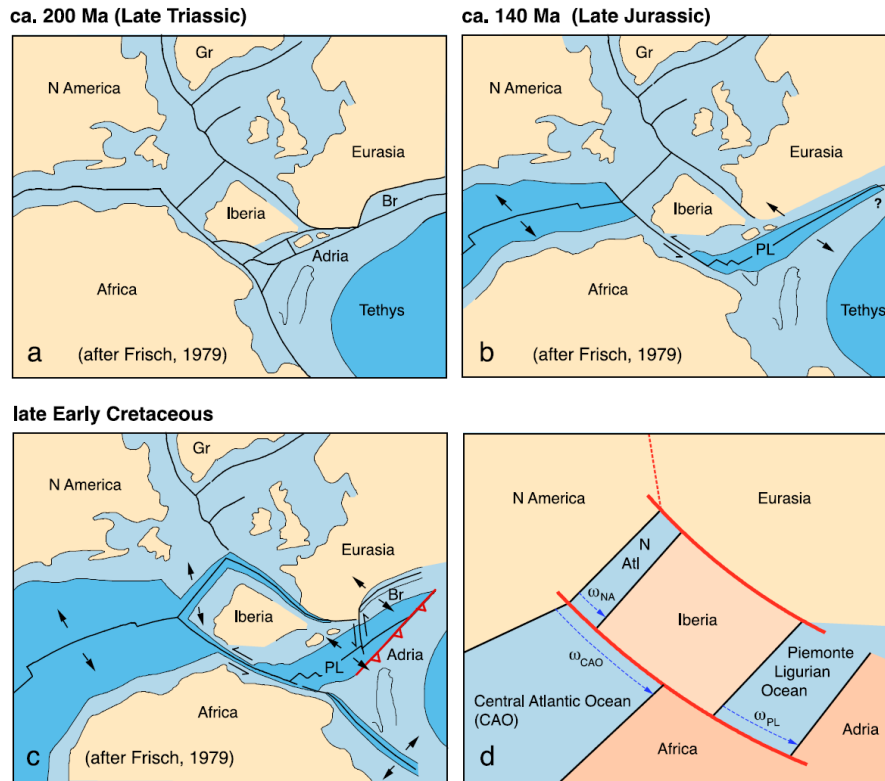 ca. 200 Ma (Late Triassic)
Gr
N America
Eurasia
Iberia
Br
Adria
Africa
Tethys
a
(after Frisch, 1979)
ca. 140 Ma (Late Jurassic)
Gr
N America
Eurasia
Iberia
?
PL
Africa
Tethys
b
(after Frisch, 1979)
late Early Cretaceous
Gr
N America
Eurasia
Br
Iberia
PL
Adria
Africa
c
(after Frisch, 1979)
N America
Eurasia
N
Atl
ωNA
Iberia
ωCAO
Piemonte
Ligurian
Ocean
Central Atlantic Ocean
(CAO)
ωPL
Adria
Africa
d